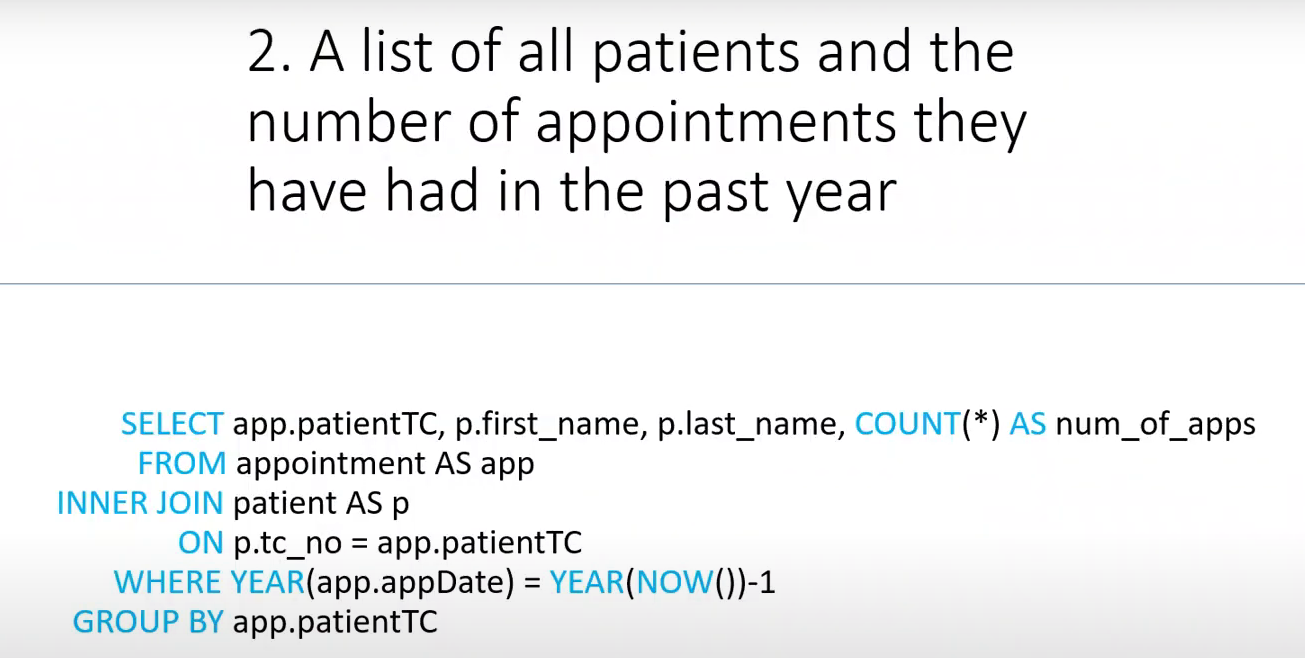 2. A list of all patients and the
number of appointments they
have had in the past year
SELECT app.patientTC, p.first_name, p.last_name, COUNT(*) AS num_of_apps
FROM appointment AS app
INNER JOIN patient AS p
ON p.tc_no = app.patientTC
WHERE YEAR(app.appDate) = YEAR(NOW())-1
GROUP BY app.patientTC